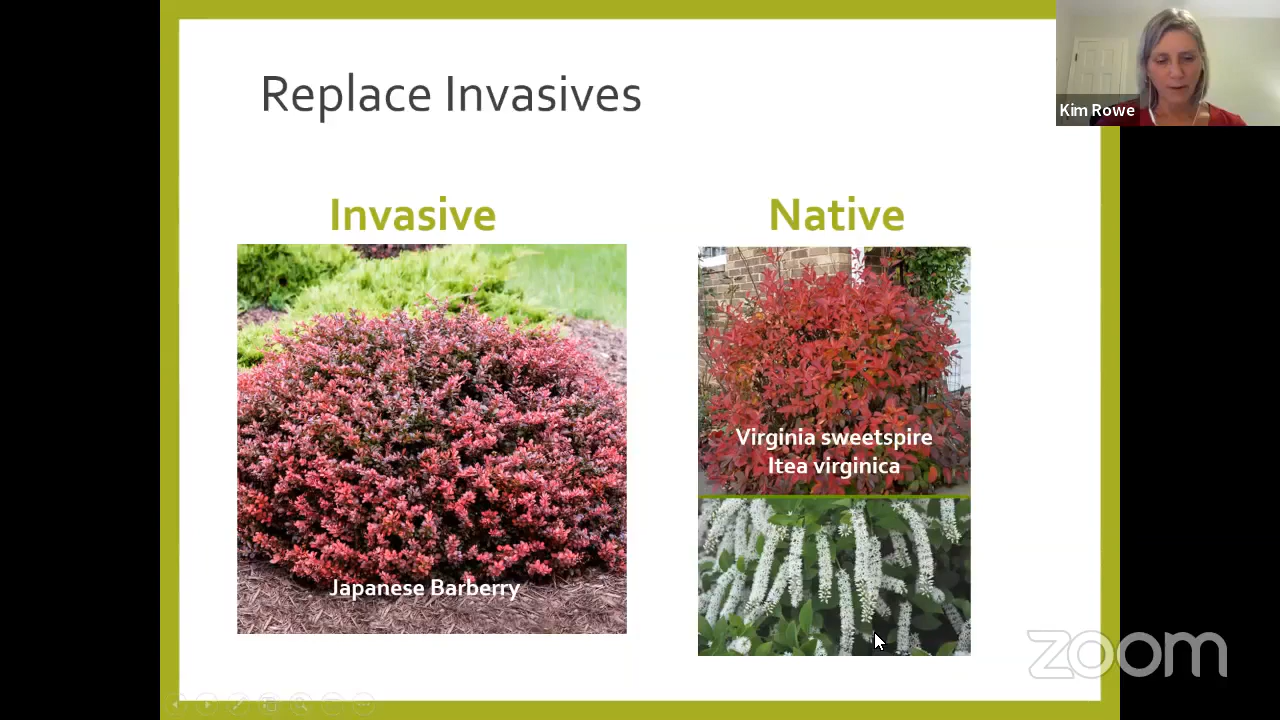 Replace Invasives
Kim Rowe
Invasive
Native
Japanese Barberry
Virginia sweetspire
Itea virginica
zoom